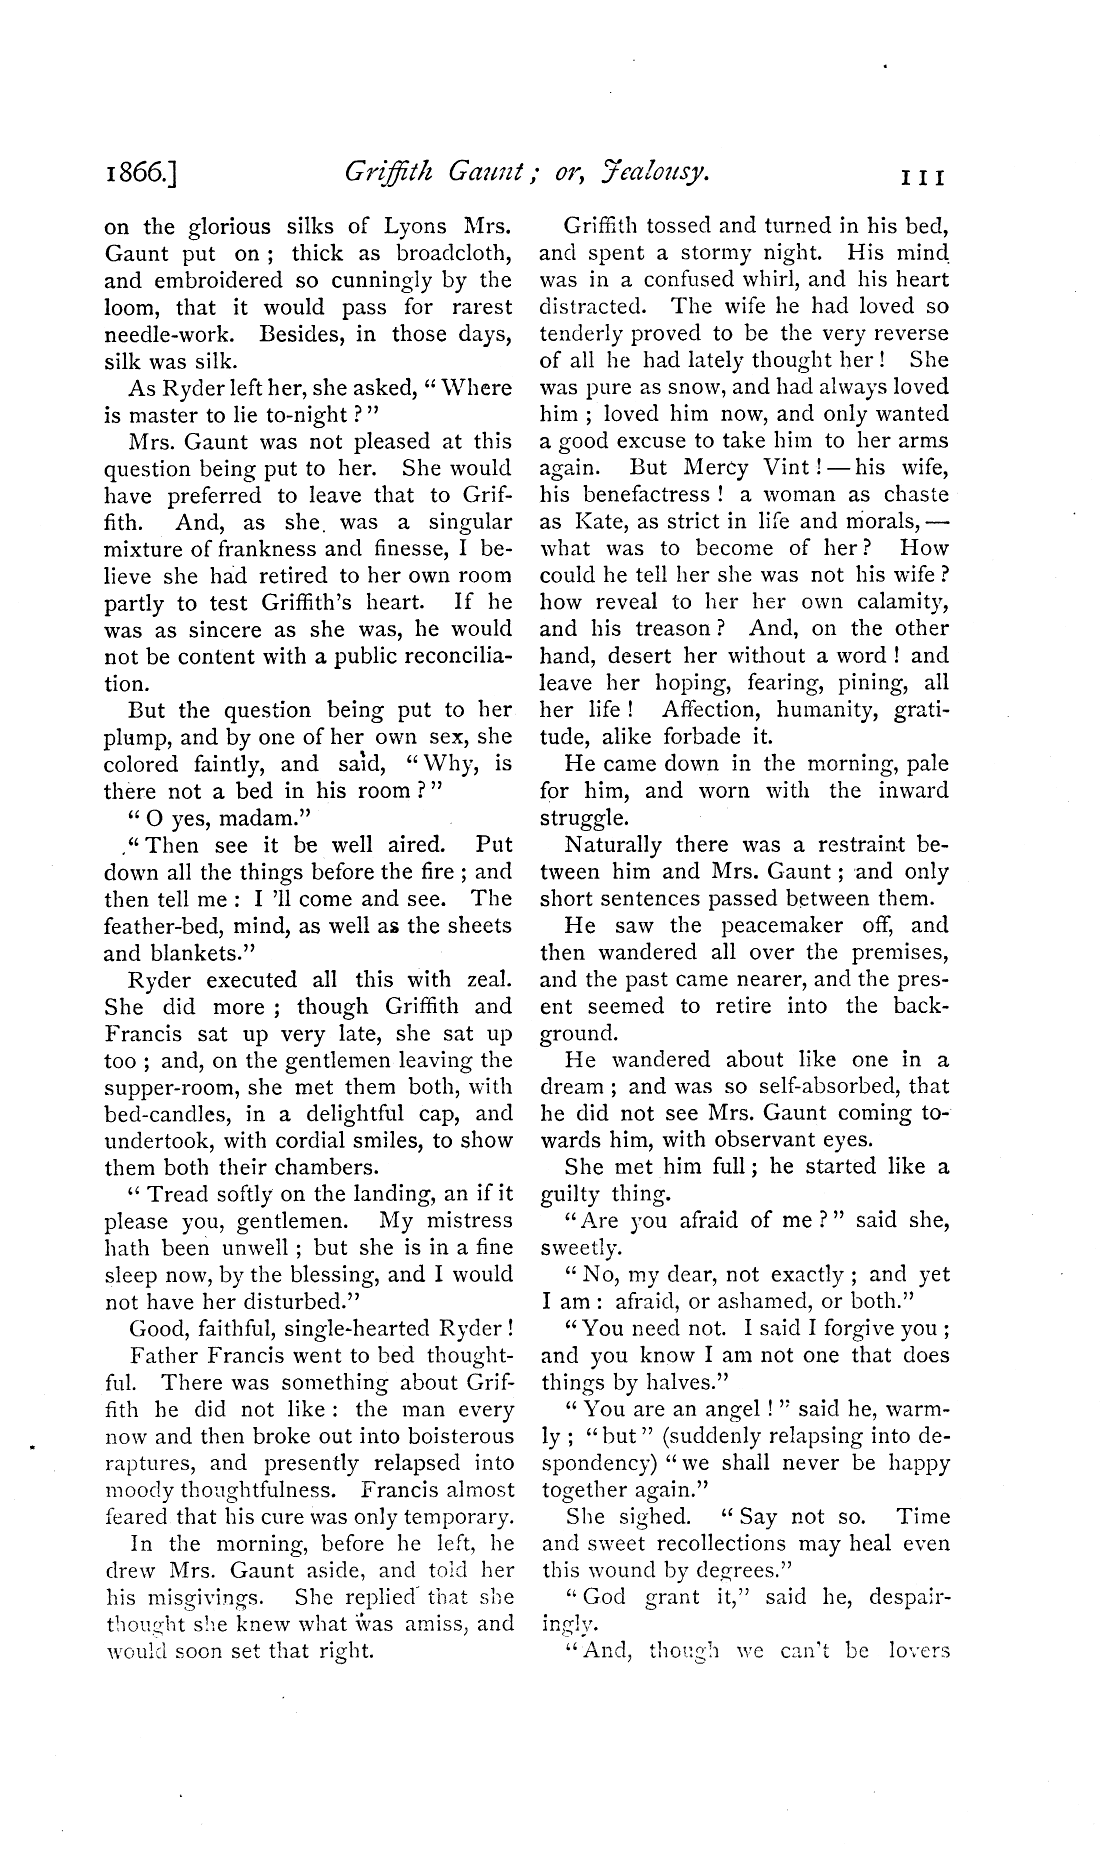 1866.] Griffith Gaunt; or, Jealousy. 111
on the glorious silks of Lyons Mrs.
Gaunt put on; thick as broadcloth,
and embroidered so cunningly by the
loom, that it would pass for rarest
needle-work. Besides, in those days,
silk was silk.
As Ryder left her, she asked, "Where
is master to lie to-night?"
Mrs. Gaunt was not pleased at this
question being put to her. She would
have preferred to leave that to Grif-
fith. And, as she was a singular
mixture of frankness and finesse, I be-
lieve she had retired to her own room
partly to test Griffith's heart. If he
was as sincere as she was, he would
not be content with a public reconcilia-
tion.
But the question being put to her
plump, and by one of her own sex, she
colored faintly, and said, "Why, is
there not a bed in his room?"
"O yes, madam."
"Then see it be well aired. Put
down all the things before the fire; and
then tell me: I 'll come and see. The
feather-bed, mind, as well as the sheets
and blankets."
Ryder executed all this with zeal.
She did more; though Griffith and
Francis sat up very late, she sat up
too; and, on the gentlemen leaving the
supper-room, she met them both, with
bed-candles, in a delightful cap, and
undertook, with cordial smiles, to show
them both their chambers.
"Tread softly on the landing, an if it
please you, gentlemen. My mistress
hath been unwell; but she is in a fine
sleep now, by the blessing, and I would
not have her disturbed."
Good, faithful, single-hearted Ryder!
Father Francis went to bed thought-
ful. There was something about Grif-
fith he did not like: the man every
now and then broke out into boisterous
raptures, and presently relapsed into
moody thoughtfulness. Francis almost
feared that his cure was only temporary.
In the morning, before he left, he
drew Mrs. Gaunt aside, and told her
his misgivings. She replied that she
thought she knew what was amiss, and
would soon set that right.
Griffith tossed and turned in his bed,
and spent a stormy night. His mind
was in a confused whirl, and his heart
distracted. The wife he had loved so
tenderly proved to be the very reverse
of all he had lately thought her! She
was pure as snow, and had always loved
him; loved him now, and only wanted
a good excuse to take him to her arms
again. But Mercy Vint!—his wife,
his benefactress! a woman as chaste
as Kate, as strict in life and morals,—
what was to become of her? How
could he tell her she was not his wife?
how reveal to her her own calamity,
and his treason? And, on the other
hand, desert her without a word! and
leave her hoping, fearing, pining, all
her life! Affection, humanity, grati-
tude, alike forbade it.
He came down in the morning, pale
for him, and worn with the inward
struggle.
Naturally there was a restraint be-
tween him and Mrs. Gaunt; and only
short sentences passed between them.
He saw the peacemaker off, and
then wandered all over the premises,
and the past came nearer, and the pres-
ent seemed to retire into the back-
ground.
He wandered about like one in a
dream; and was so self-absorbed, that
he did not see Mrs. Gaunt coming to-
wards him, with observant eyes.
She met him full; he started like a
guilty thing.
"Are you afraid of me?" said she,
sweetly.
"No, my dear, not exactly; and yet
I am: afraid, or ashamed, or both."
"You need not. I said I forgive you;
and you know I am not one that does
things by halves."
"You are an angel!" said he, warm-
ly; "but" (suddenly relapsing into de-
spondency) "we shall never be happy
together again."
She sighed. "Say not so. Time
and sweet recollections may heal even
this wound by degrees."
"God grant it," said he, despair-
ingly.
"And, though we can't be lovers